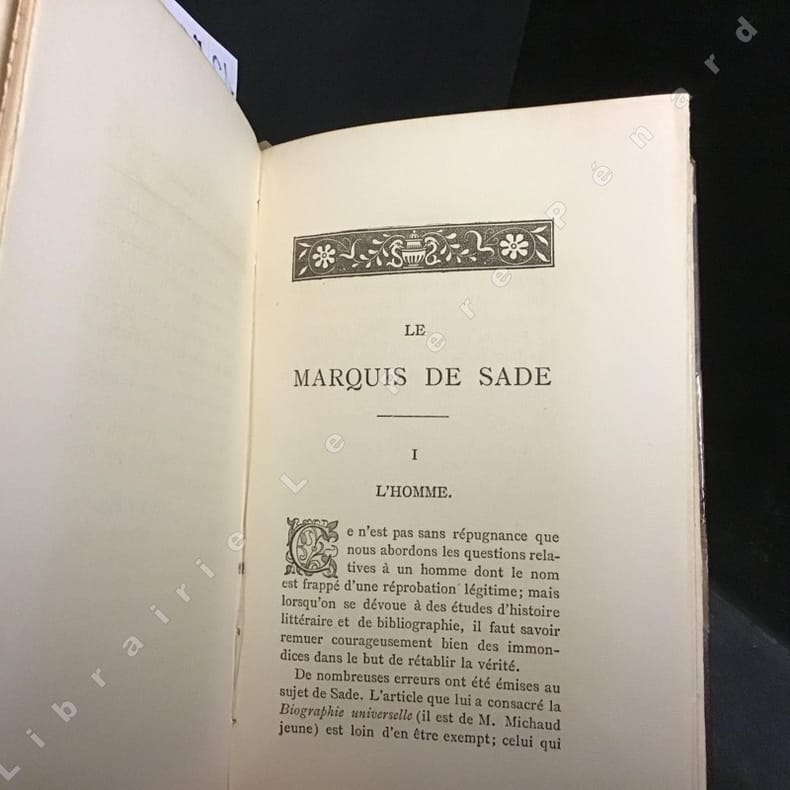 LE
MARQUIS DE SADE
I
L'HOMME.
Ce n'est pas sans répugnance que
nous abordons les questions rela-
tives à un homme dont le nom
est frappé d'une réprobation légitime; mais
lorsqu'on se dévoue à des études d'histoire
littéraire et de bibliographie, il faut savoir
remuer courageusement bien des immon-
dices dans le but de rétablir la vérité.
De nombreuses erreurs ont été émises au
sujet de Sade. L'article que lui a consacré la
Biographie universelle (il est de M. Michaud
jeune) est loin d'en être exempt; celui qui
Librairie Le Pere Pénard